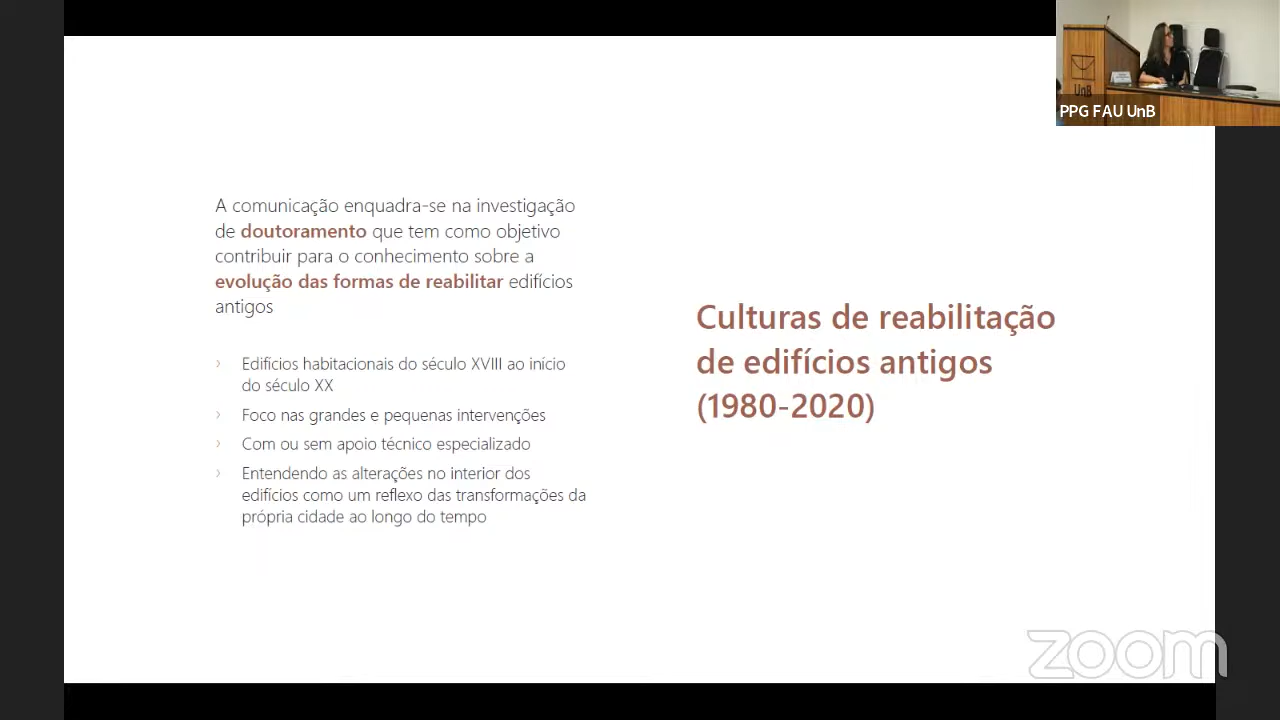 A comunicação enquadra-se na investigação
de doutoramento que tem como objetivo
contribuir para o conhecimento sobre a
evolução das formas de reabilitar edifícios
antigos
› Edifícios habitacionais do século XVIII ao início
do século XX
› Foco nas grandes e pequenas intervenções
› Com ou sem apoio técnico especializado
› Entendendo as alterações no interior dos
edifícios como um reflexo das transformações da
própria cidade ao longo do tempo
Culturas de reabilitação
de edifícios antigos
(1980-2020)
UnB
PPG FAU UnB
zoom